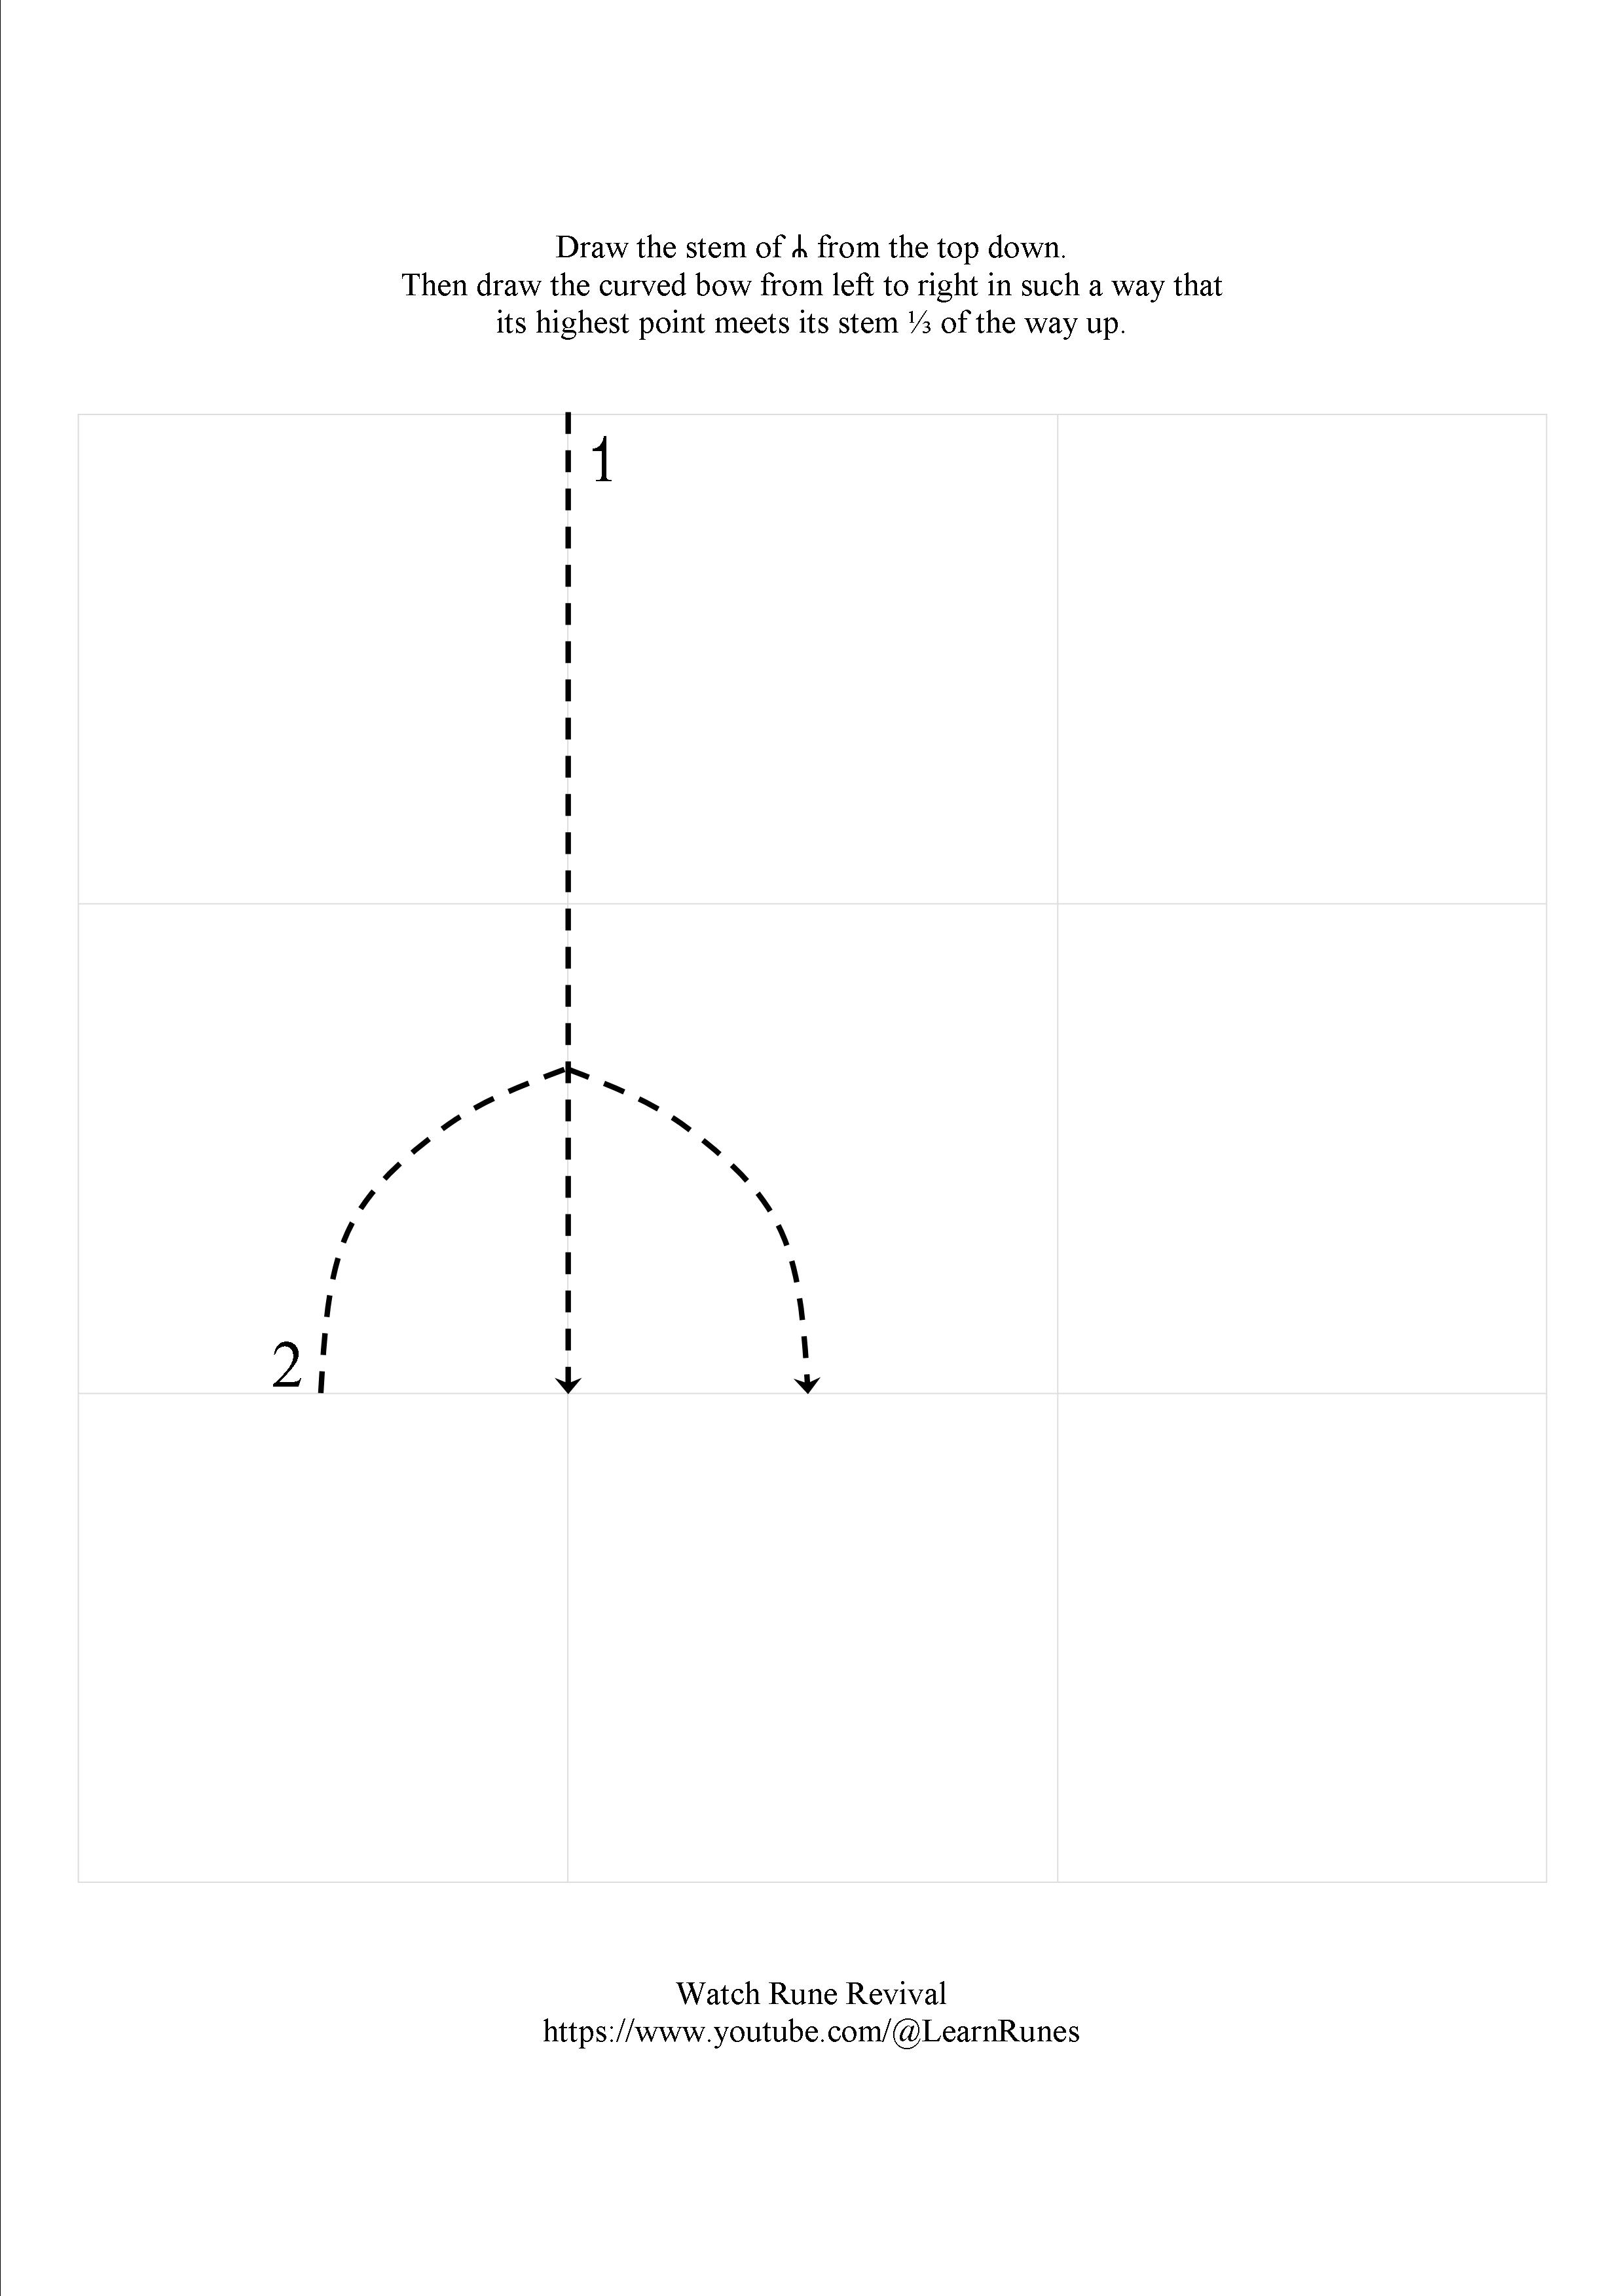 Draw the stem of ᛦ from the top down.
Then draw the curved bow from left to right in such a way that
its highest point meets its stem ⅓ of the way up.
1
2
Watch Rune Revival
https://www.youtube.com/@LearnRunes